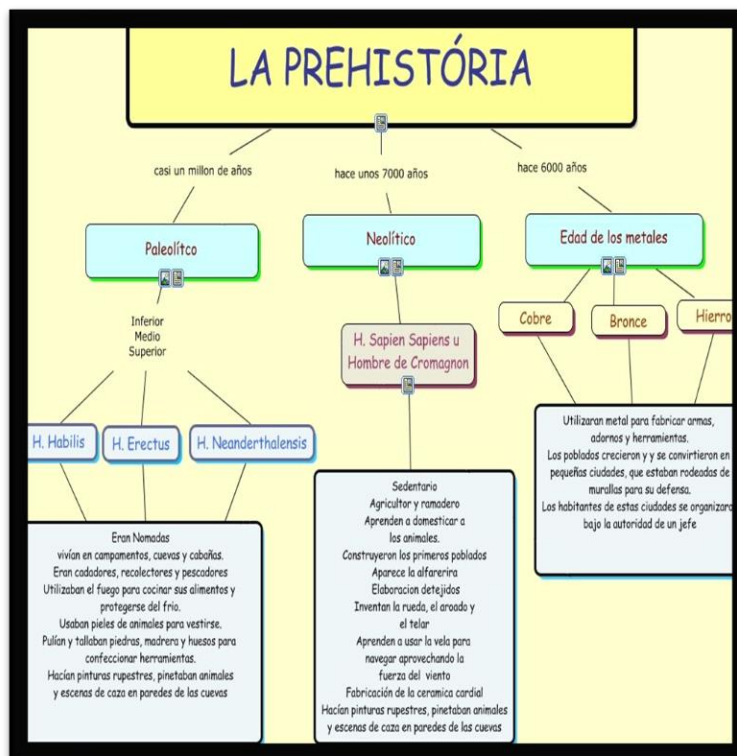 LA PREHISTÓRIA
casi un millon de años
hace unos 7000 años
hace 6000 años
Paleolítco
Neolítico
Edad de los metales
Inferior
Medio
Superior
H. Sapien Sapiens u
Hombre de Cromagnon
Cobre
Bronce
Hierro
H. Habilis
H. Erectus
H. Neanderthalensis
Eran Nomadas
vivían en campamentos, cuevas y cabañas.
Eran cadadores, recolectores y pescadores
Utilizaban el fuego para cocinar sus alimentos y
protegerse del frio.
Usaban pieles de animales para vestirse.
Pulían y tallaban piedras, madrera y huesos para
confeccionar herramientas.
Hacían pinturas rupestres, pinetaban animales
y escenas de caza en paredes de las cuevas
Sedentario
Agricultor y ramadero
Aprenden a domesticar a
los animales.
Construyeron los primeros poblados
Aparece la alfarerira
Elaboracion detejidos
Inventan la rueda, el aroado y
el telar
Aprenden a usar la vela para
navegar aprovechando la
fuerza del viento
Fabricación de la ceramica cardial
Hacían pinturas rupestres, pinetaban animales
y escenas de caza en paredes de las cuevas
Utilizaran metal para fabricar armas,
adornos y herramientas.
Los poblados crecieron y y se convirtieron en
pequeñas ciudades, que estaban rodeadas de
murallas para su defensa.
Los habitantes de estas ciudades se organizara
bajo la autoridad de un jefe